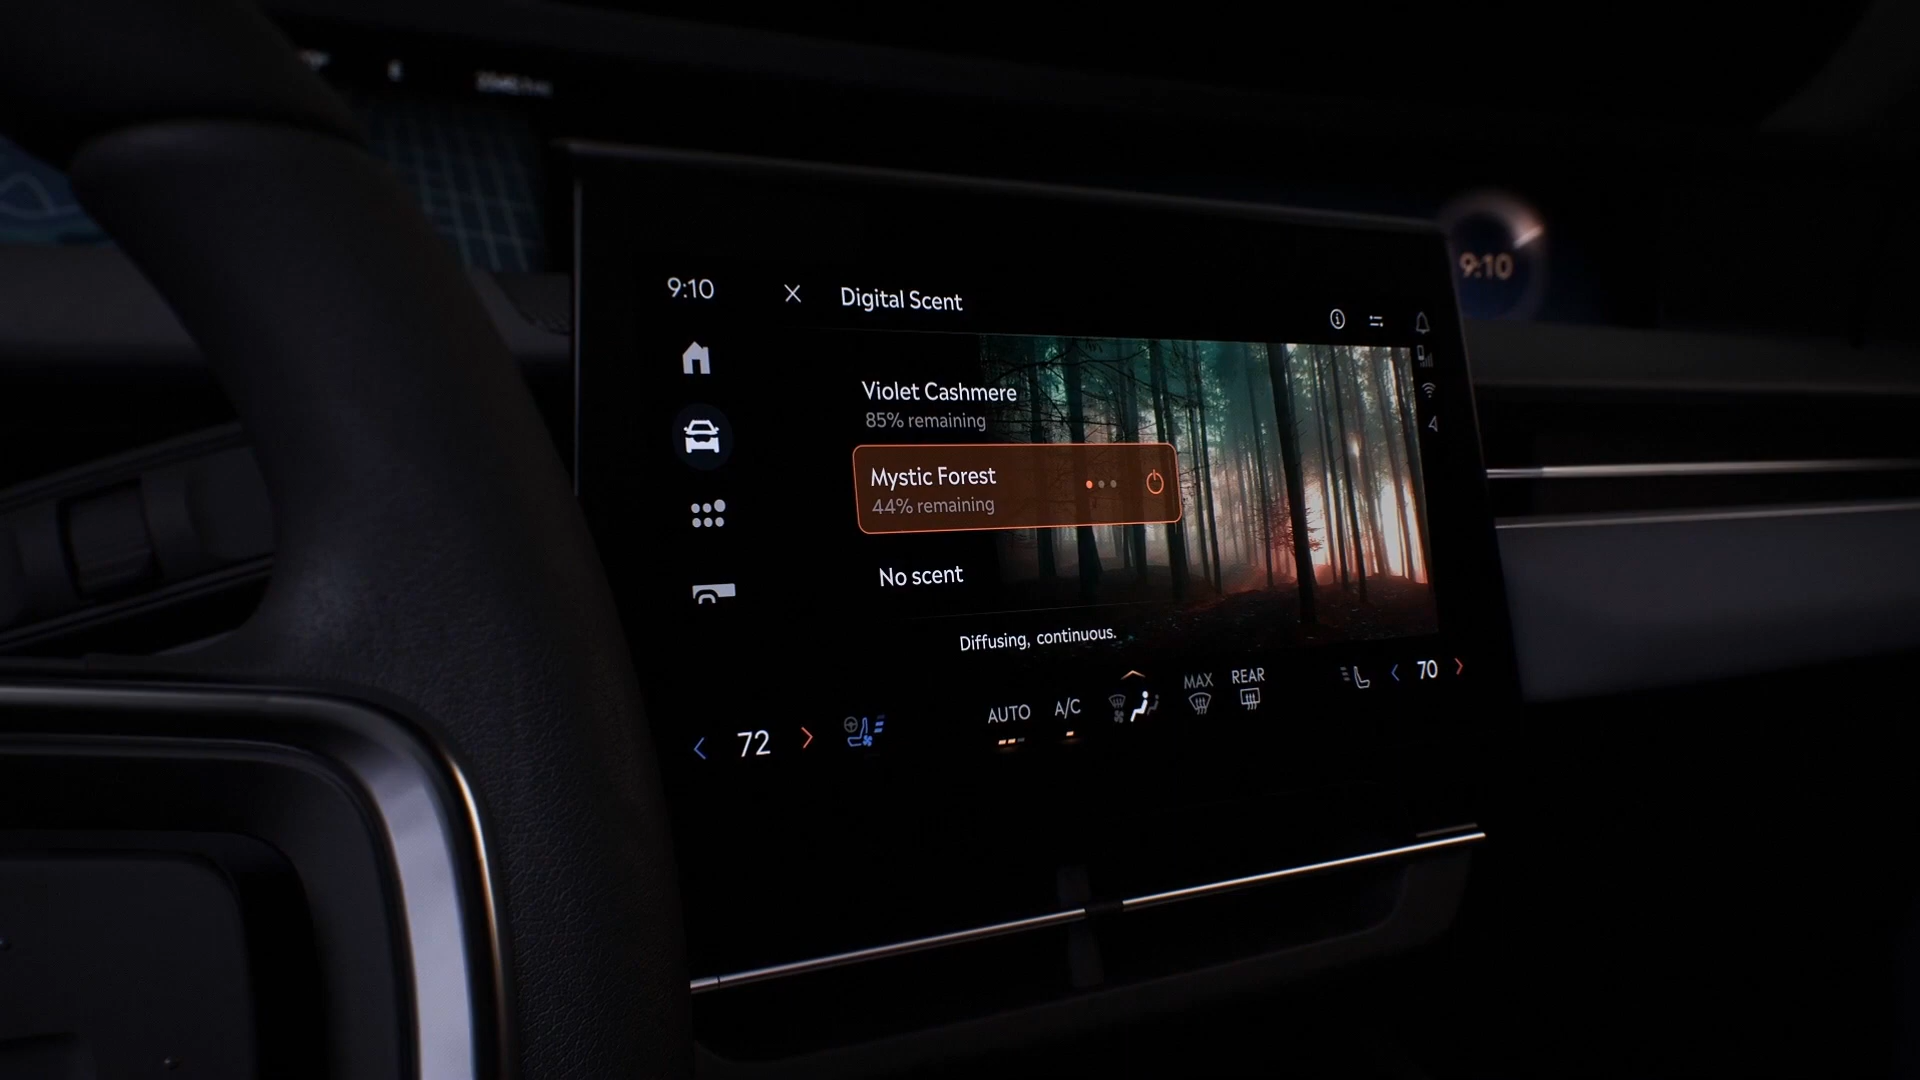 9:10
Digital Scent
9:10
Violet Cashmere
85% remaining
Mystic Forest
44% remaining
No scent
Diffusing, continuous.
72
AUTO
A/C
MAX
REAR
70